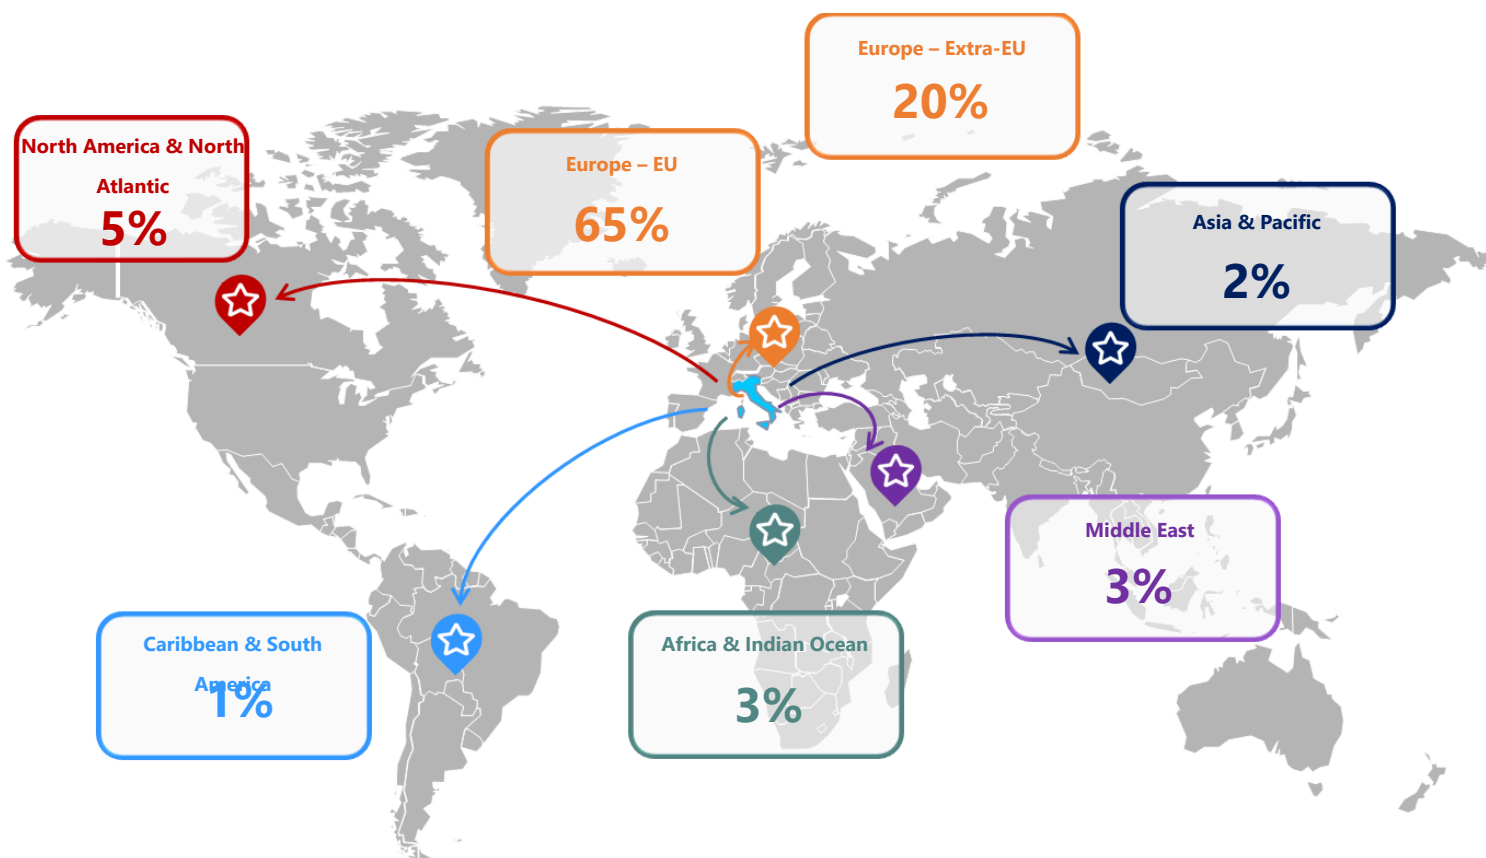 Europe – Extra-EU
20%
North America & North
Atlantic
5%
Europe – EU
65%
Asia & Pacific
2%
Middle East
3%
Caribbean & South
America
1%
Africa & Indian Ocean
3%